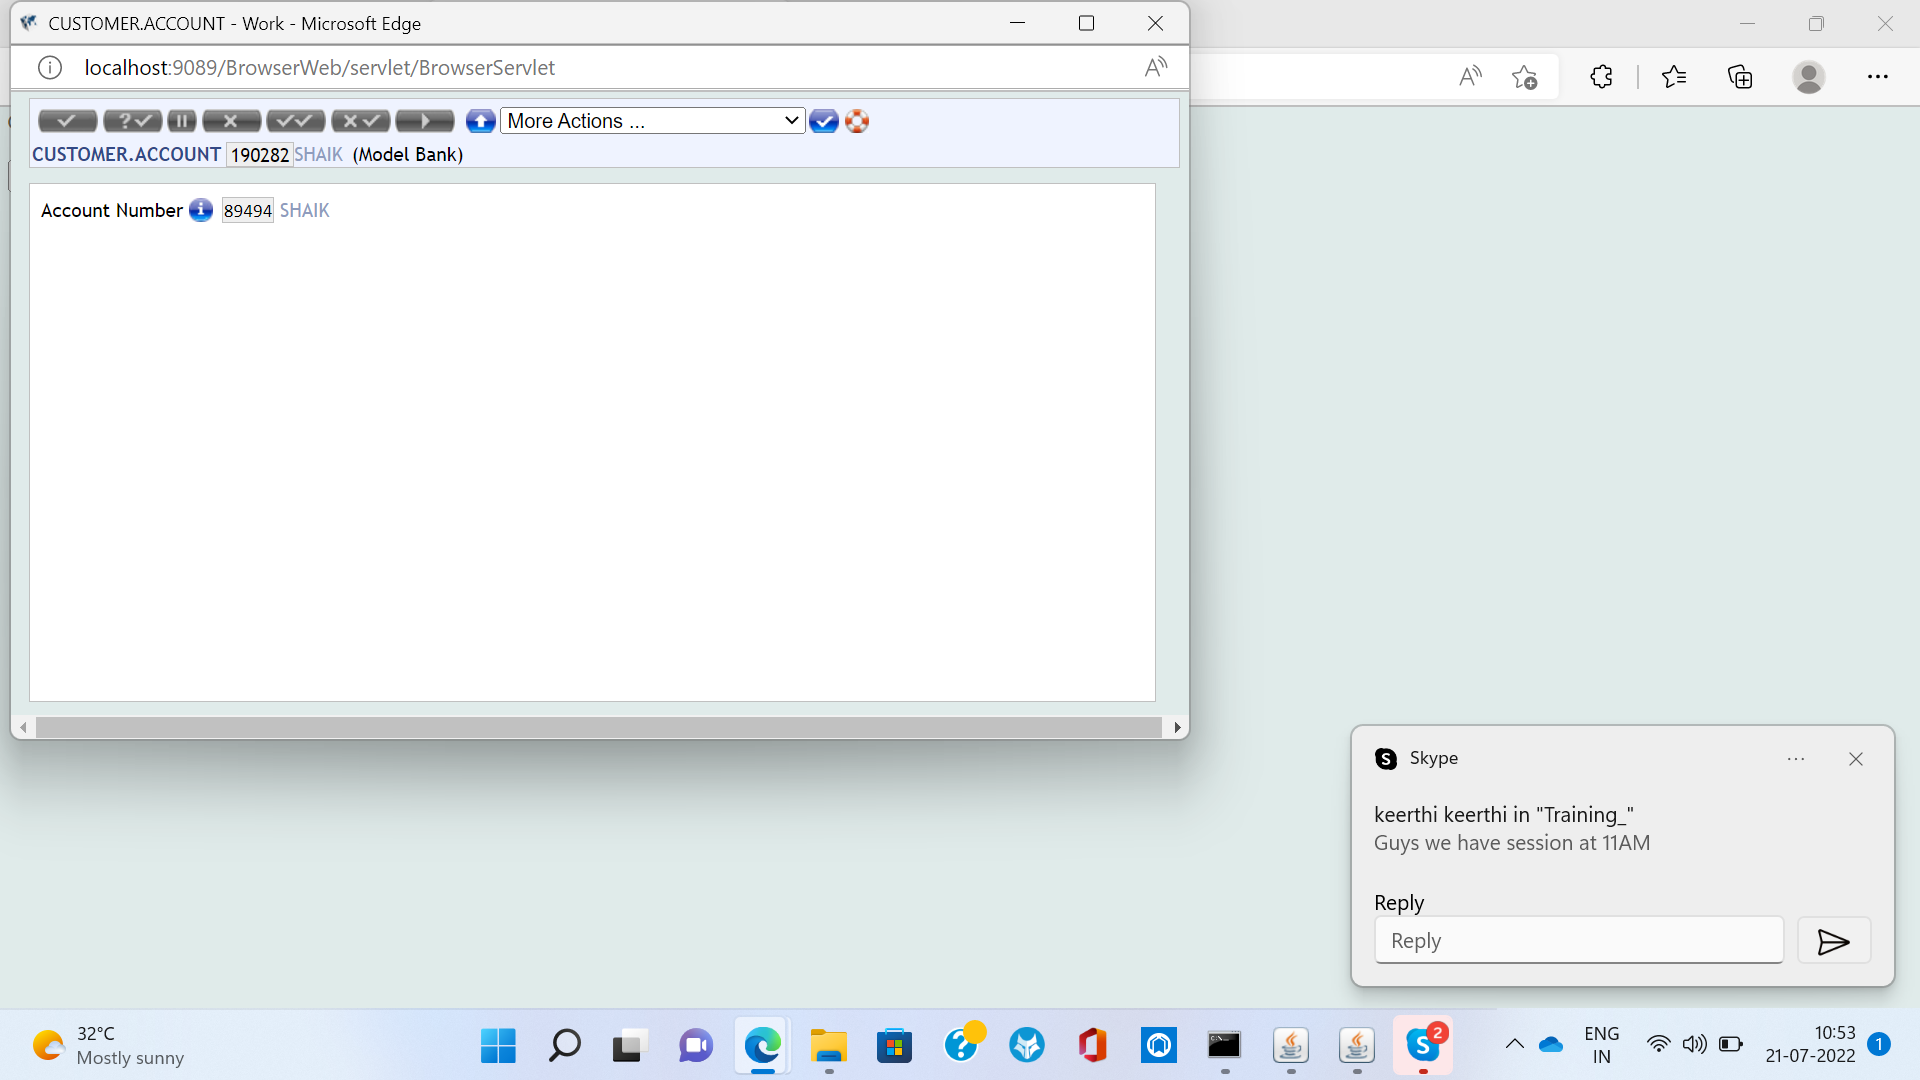 CUSTOMER.ACCOUNT - Work - Microsoft Edge
localhost:9089/BrowserWeb/servlet/BrowserServlet
More Actions ...
CUSTOMER.ACCOUNT 190282 SHAIK (Model Bank)
Account Number 89494 SHAIK
Skype
keerthi keerthi in "Training_"
Guys we have session at 11AM
Reply
Reply
32°C
Mostly sunny
2
ENG
IN
10:53
21-07-2022
1